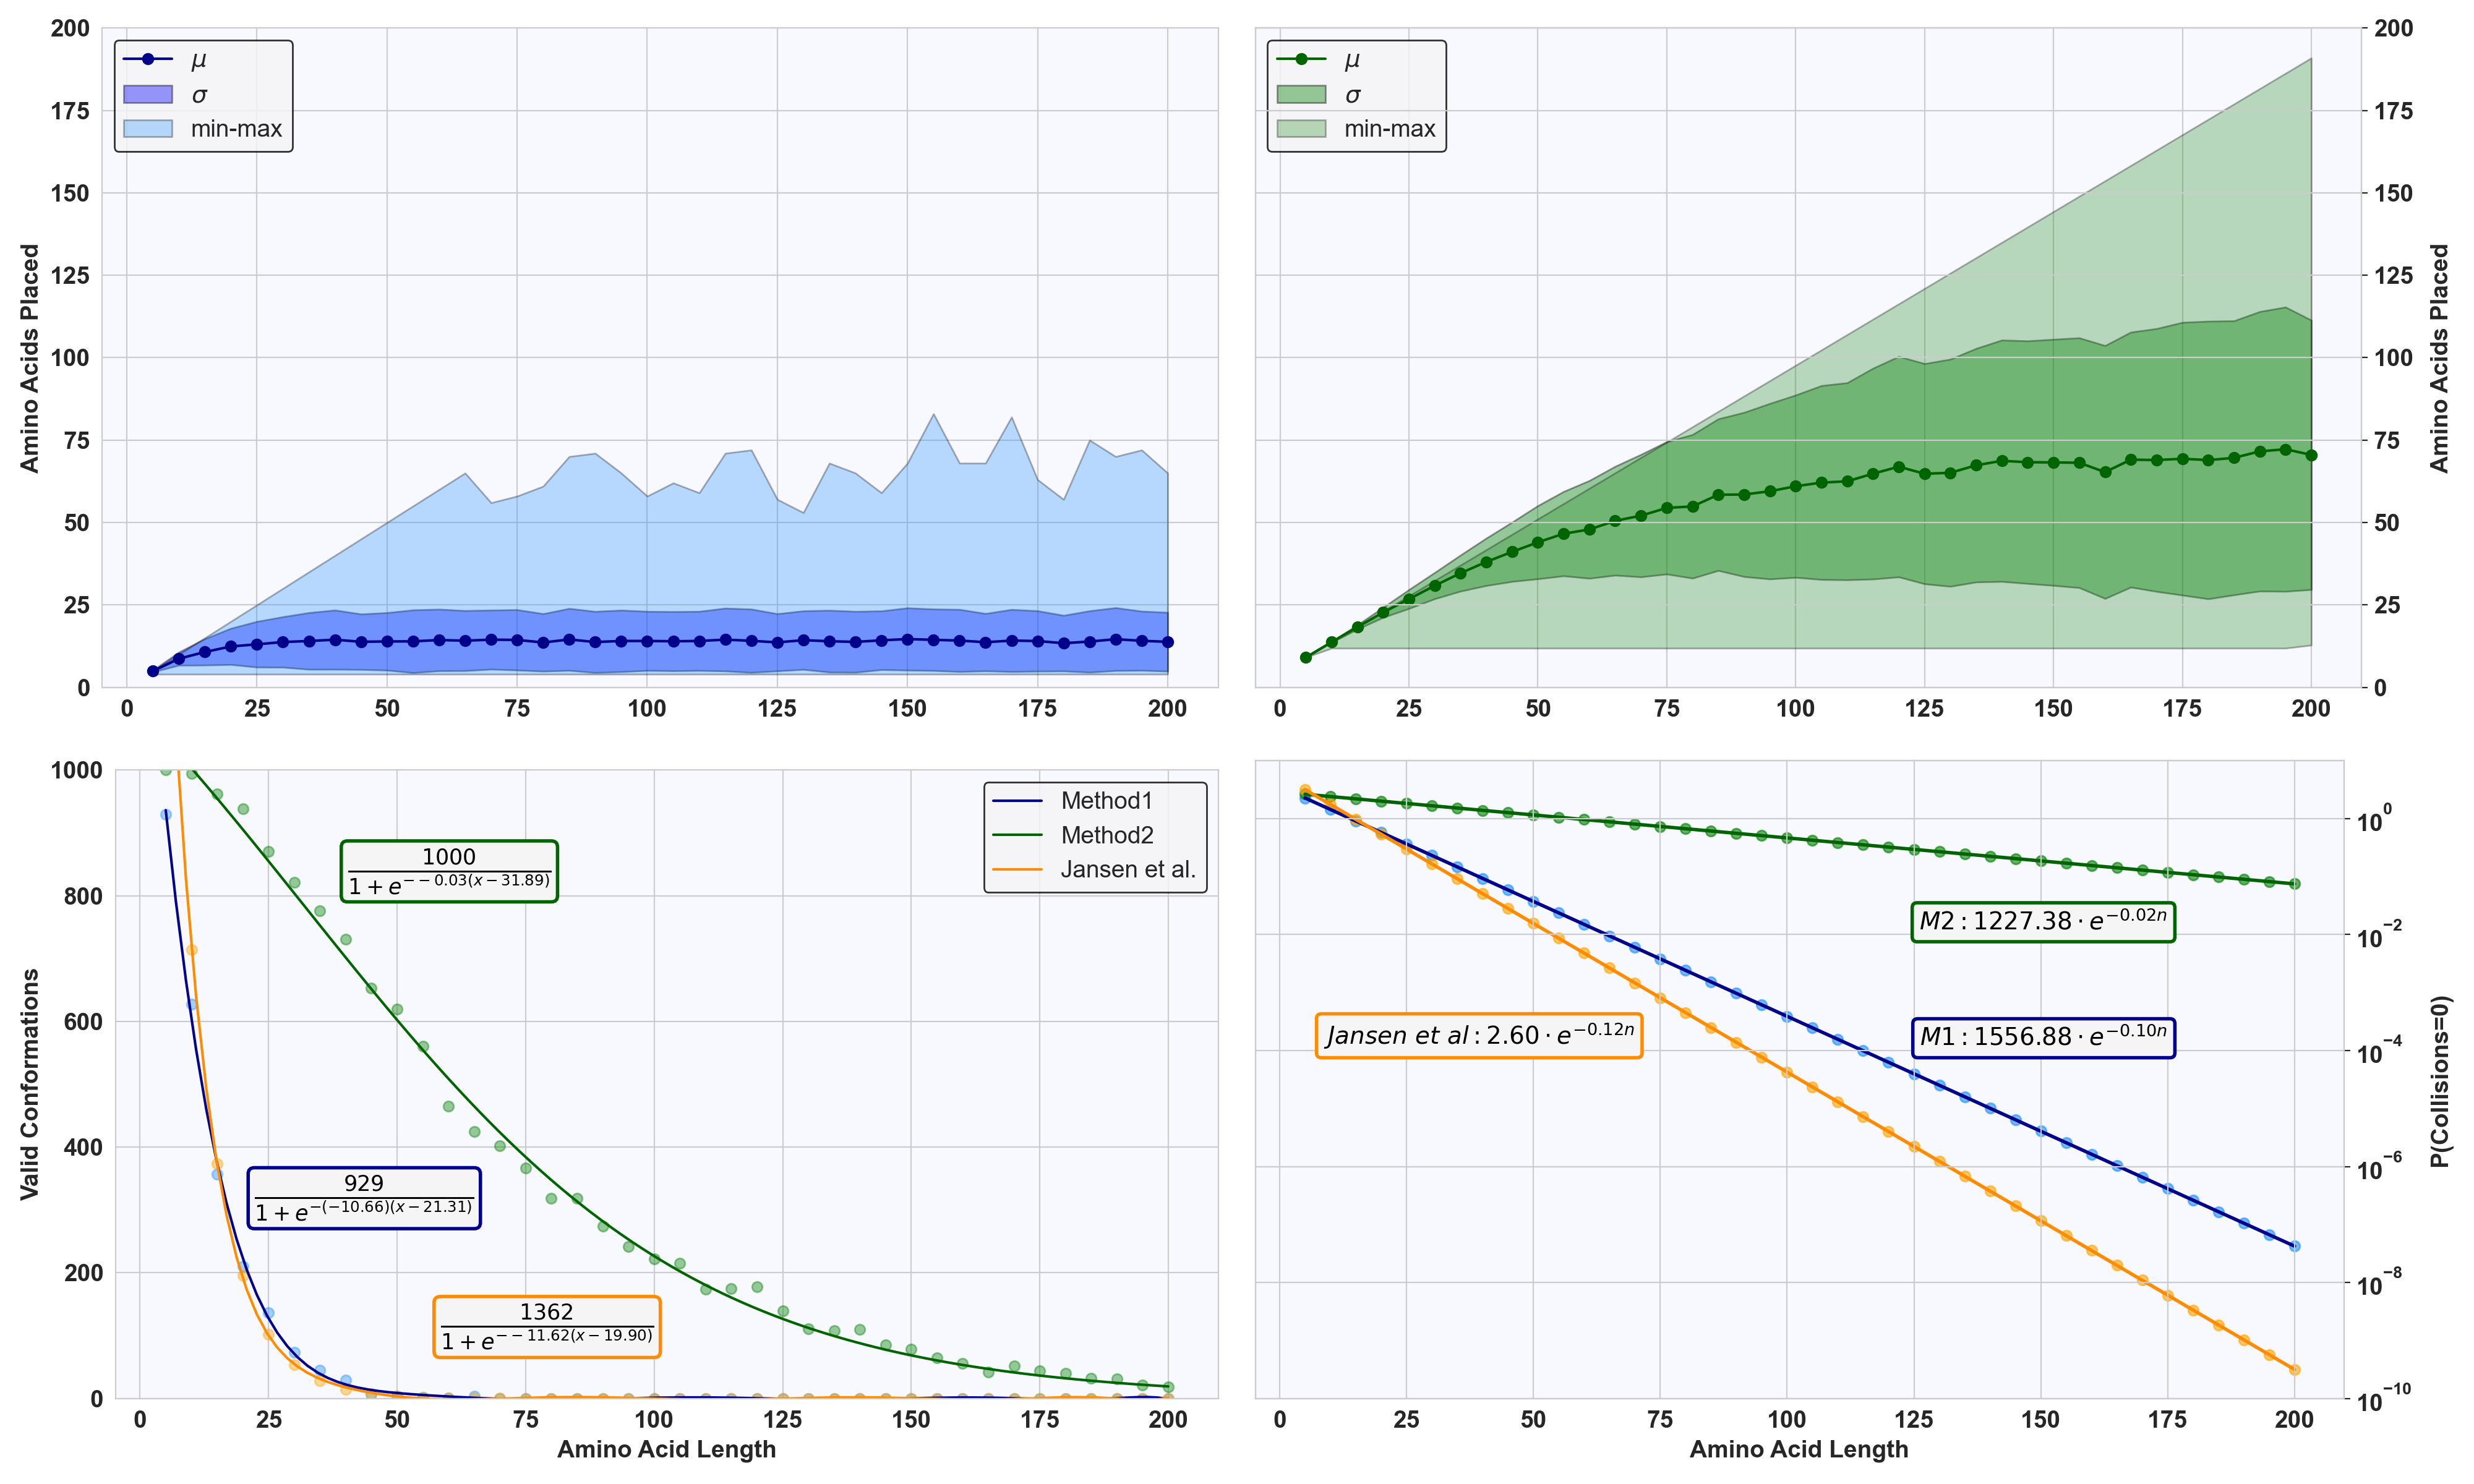 200
175
150
125
100
75
50
25
0
Amino Acids Placed
μ
σ
min-max
0 25 50 75 100 125 150 175 200
μ
σ
min-max
200
175
150
125
100
75
50
25
0
Amino Acids Placed
0 25 50 75 100 125 150 175 200
1000
800
600
400
200
0
Valid Conformations
Method1
Method2
Jansen et al.
1000
1 + e^{--0.03(x-31.89)}
929
1 + e^{-(-10.66)(x-21.31)}
1362
1 + e^{--11.62(x-19.90)}
0 25 50 75 100 125 150 175 200
Amino Acid Length
10^0
10^{-2}
10^{-4}
10^{-6}
10^{-8}
10^{-10}
P(Collisions=0)
M2 : 1227.38 · e^{-0.02n}
Jansen et al : 2.60 · e^{-0.12n}
M1 : 1556.88 · e^{-0.10n}
0 25 50 75 100 125 150 175 200
Amino Acid Length